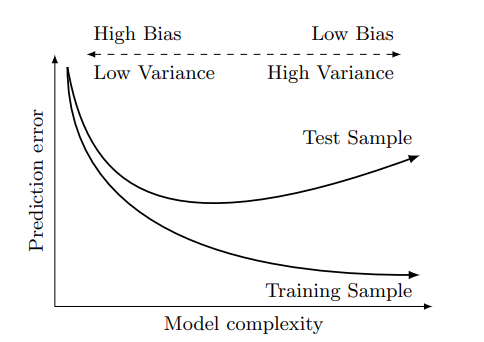 High Bias
Low Bias
Low Variance
High Variance
Test Sample
Prediction error
Training Sample
Model complexity